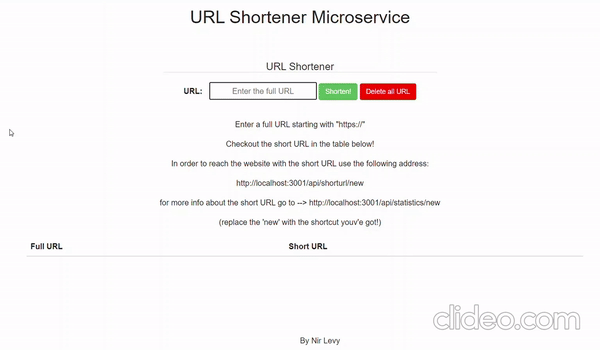 URL Shortener Microservice
URL Shortener
URL: Enter the full URL Shorten! Delete all URL
Enter a full URL starting with "https://"
Checkout the short URL in the table below!
In order to reach the website with the short URL use the following address:
http://localhost:3001/api/shorturl/new
for more info about the short URL go to --> http://localhost:3001/api/statistics/new
(replace the 'new' with the shortcut youv'e got!)
Full URL Short URL
clideo.com
By Nir Levy